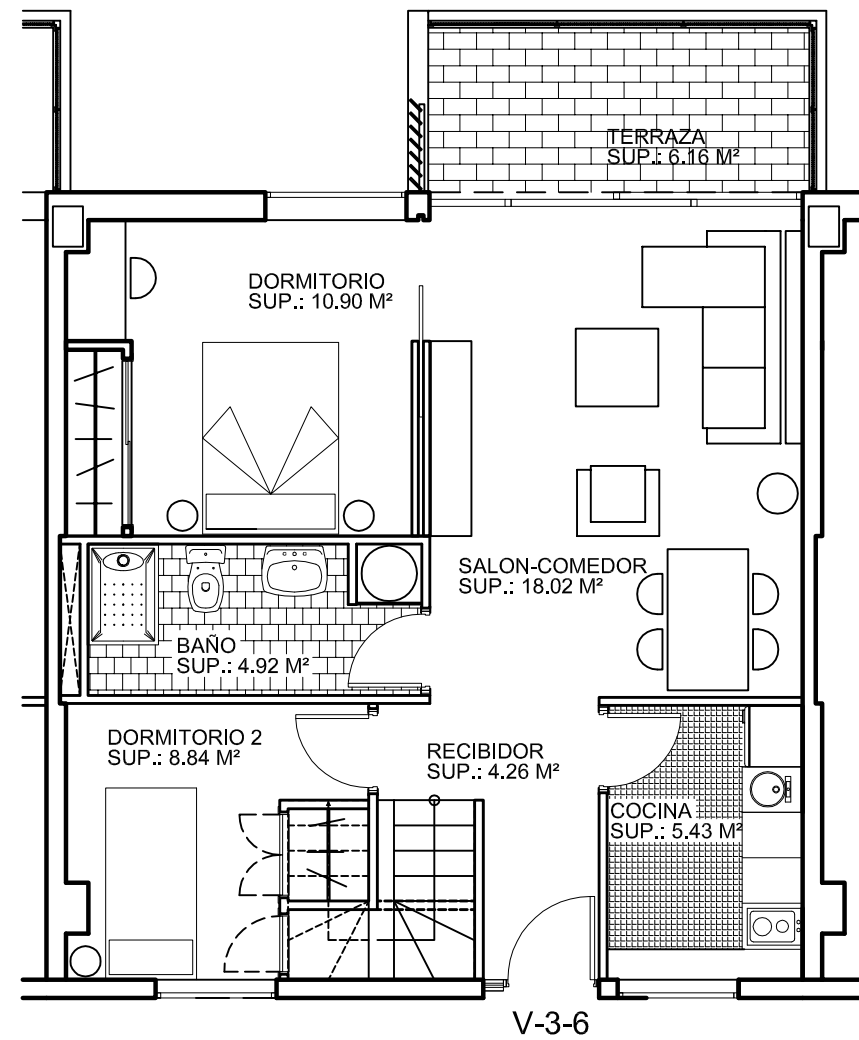 TERRAZA
SUP.: 6.16 M²
DORMITORIO
SUP.: 10.90 M²
SALON-COMEDOR
SUP.: 18.02 M²
BAÑO
SUP.: 4.92 M²
DORMITORIO 2
SUP.: 8.84 M²
RECIBIDOR
SUP.: 4.26 M²
COCINA
SUP.: 5.43 M²
V-3-6